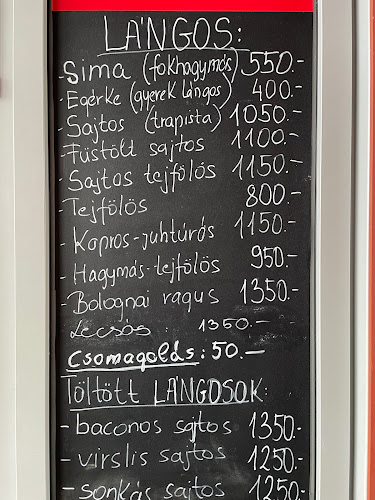 LÁNGOS:
-Sima (fokhagymás) 550.-
-Egérke (gyerek lángos) 400.-
-Sajtos (trapista) 1050.-
-Füstölt sajtos 1100.-
-Sajtos tejfölös 1150.-
-Tejfölös 800.-
-Kapros-juhtúrós 1150.-
-Hagymás-tejfölös 950.-
-Bolognai ragus 1350.-
Lecsós : 1350.-
Csomagolás: 50.-
Töltött LÁNGOSOK:
- baconos sajtos 1350.-
- virslis sajtos 1250.-
- sonkás sajtos 1250.-